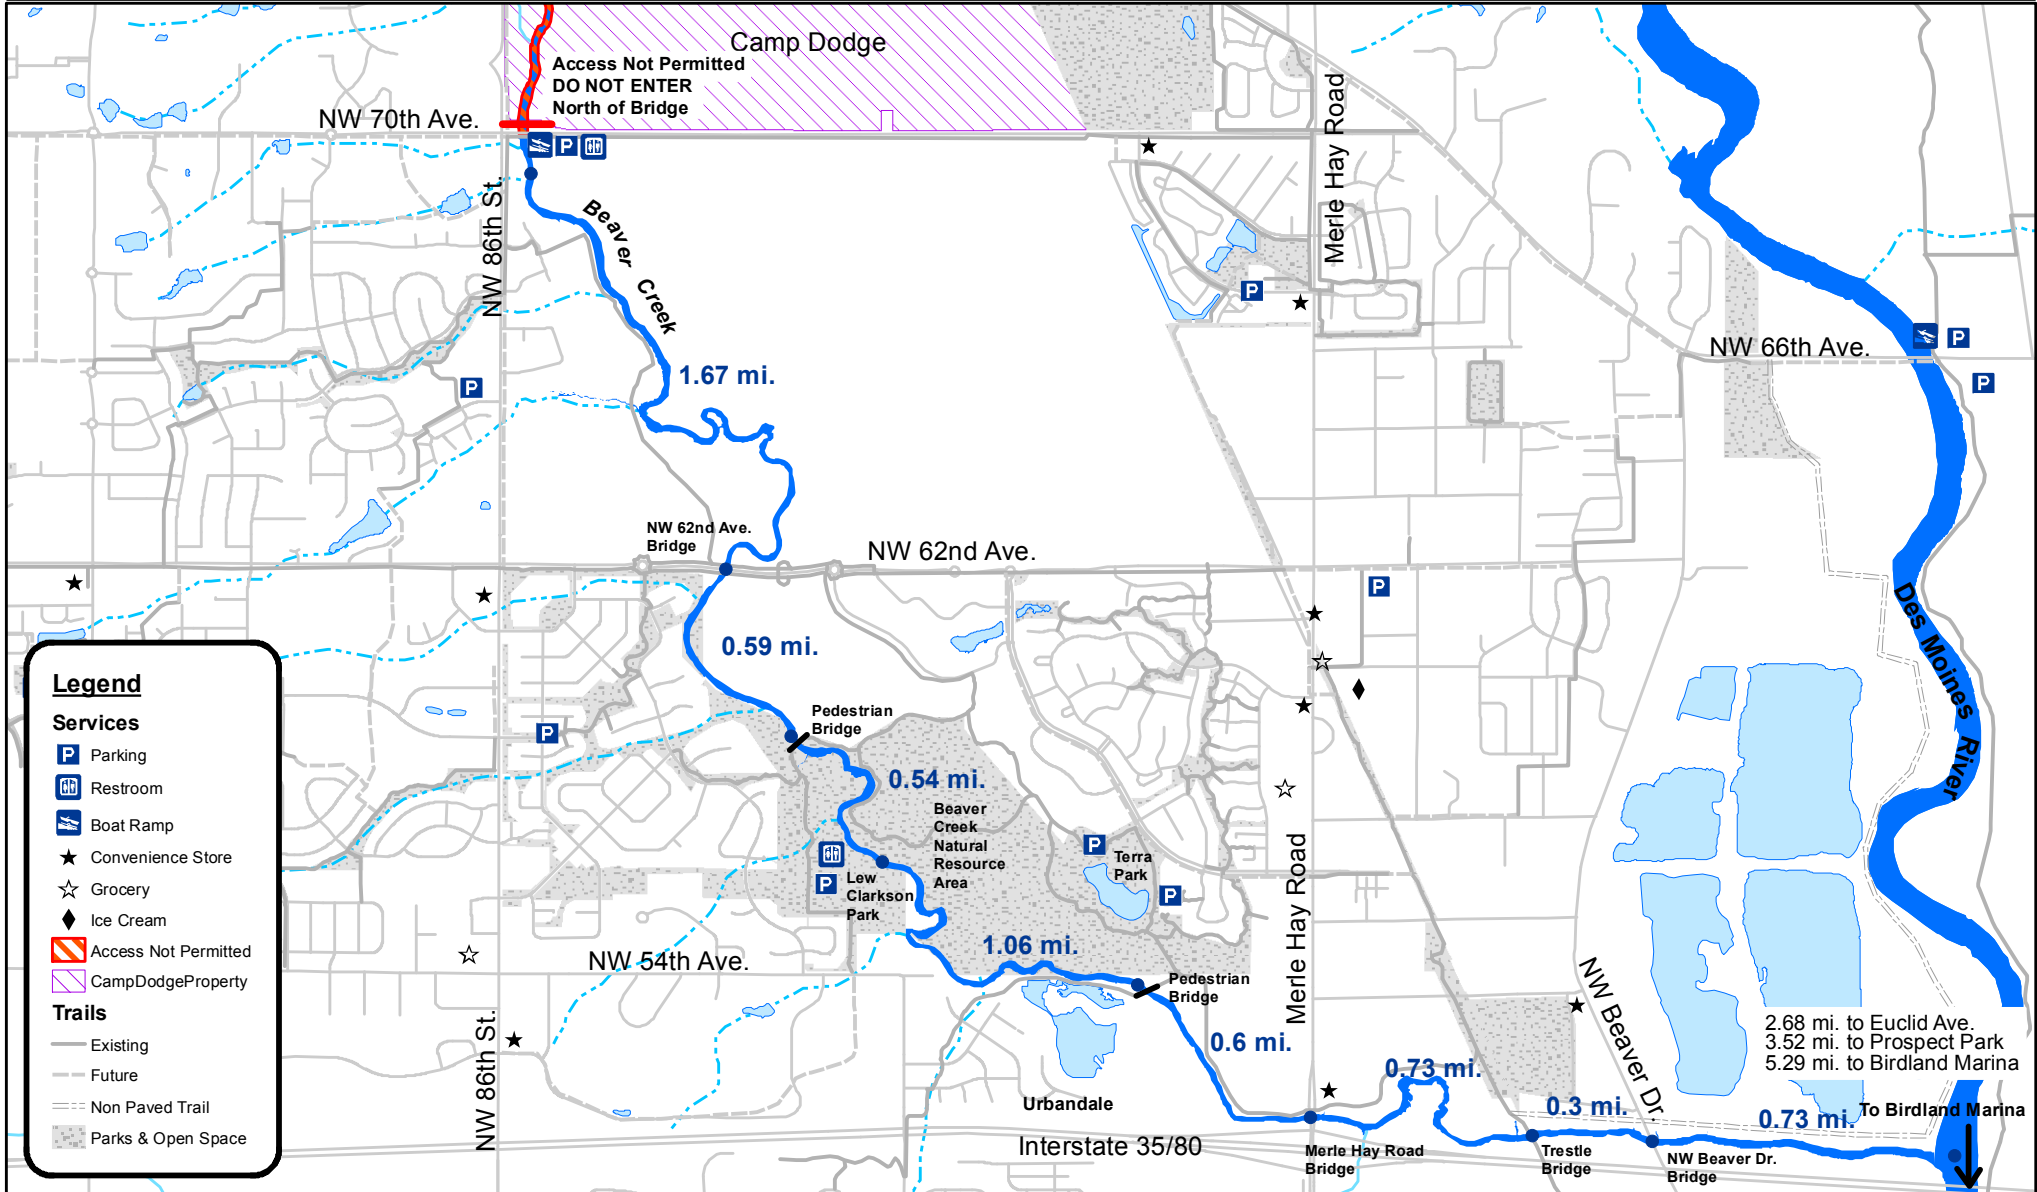 Camp Dodge
Access Not Permitted
DO NOT ENTER
North of Bridge
NW 70th Ave.
Merle Hay Road
NW 86th St.
Beaver Creek
1.67 mi.
NW 66th Ave.
NW 62nd Ave.
Bridge
NW 62nd Ave.
0.59 mi.
Des Moines River
Pedestrian
Bridge
0.54 mi.
Beaver
Creek
Natural
Resource
Area
Terra
Park
Lew
Clarkson
Park
Merle Hay Road
1.06 mi.
NW 54th Ave.
Pedestrian
Bridge
NW Beaver Dr.
NW 86th St.
0.6 mi.
2.68 mi. to Euclid Ave.
3.52 mi. to Prospect Park
5.29 mi. to Birdland Marina
0.73 mi.
Urbandale
0.3 mi.
0.73 mi.
To Birdland Marina
Interstate 35/80
Merle Hay Road
Bridge
Trestle
Bridge
NW Beaver Dr.
Bridge
Legend
Services
P Parking
Restroom
Boat Ramp
Convenience Store
Grocery
Ice Cream
Access Not Permitted
CampDodgeProperty
Trails
Existing
Future
Non Paved Trail
Parks & Open Space
P
P
P
P
P
P
P
P
P
P
P